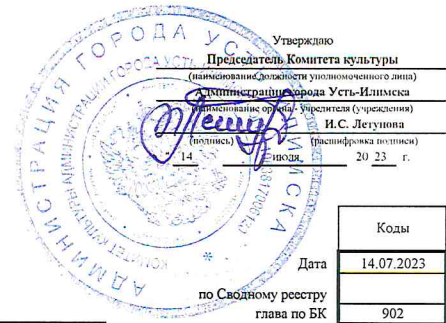 Утверждаю
Председатель Комитета культуры
(наименование должности уполномоченного лица)
Администрации города Усть-Илимска
(наименование органа - учредителя (учреждения)
И.С. Летунова
(подпись) (расшифровка подписи)
14 июля 20 23 г.
АДМИНИСТРАЦИЯ ГОРОДА УСТЬ-ИЛИМСКА
Коды
Дата 14.07.2023
по Сводному реестру
глава по БК 902